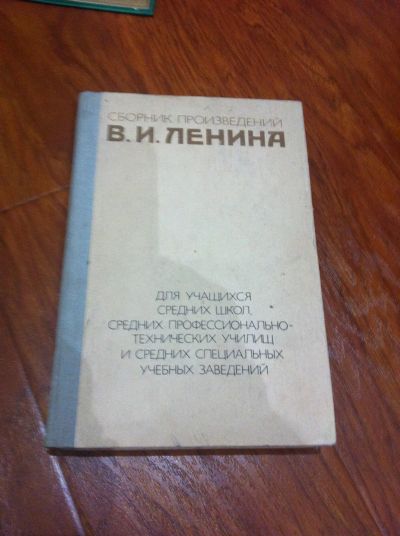 СБОРНИК ПРОИЗВЕДЕНИЙ
В.И.ЛЕНИНА
ДЛЯ УЧАЩИХСЯ
СРЕДНИХ ШКОЛ,
СРЕДНИХ ПРОФЕССИОНАЛЬНО-
ТЕХНИЧЕСКИХ УЧИЛИЩ
И СРЕДНИХ СПЕЦИАЛЬНЫХ
УЧЕБНЫХ ЗАВЕДЕНИЙ